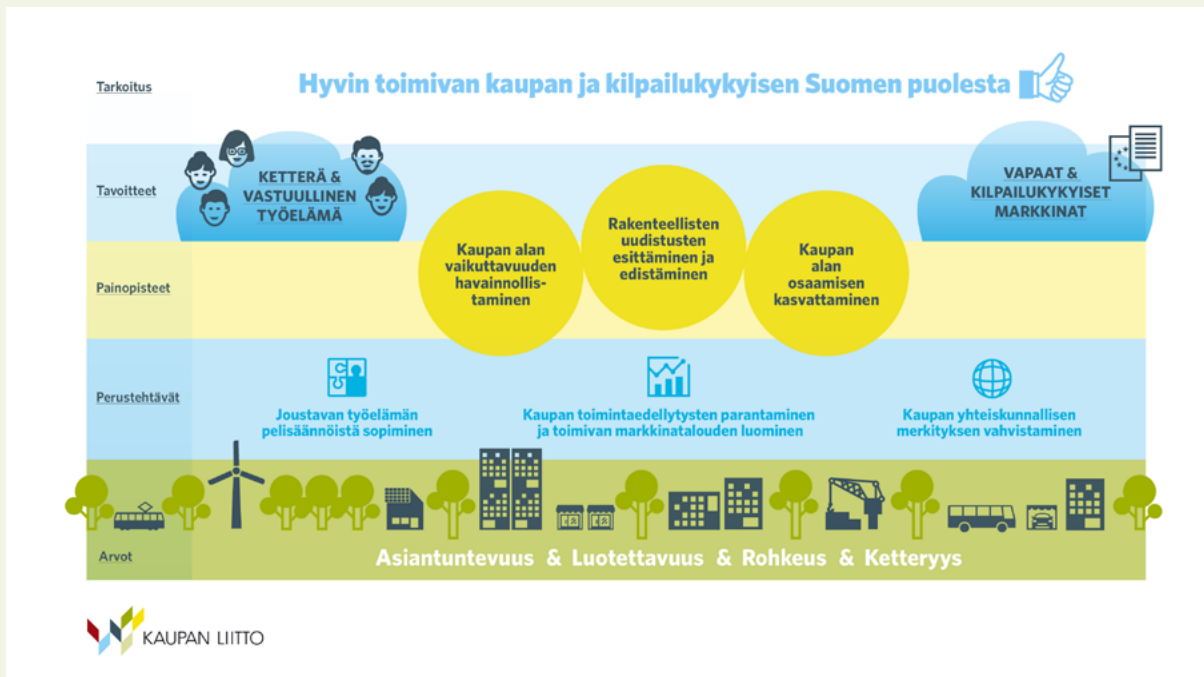 Tarkoitus
Hyvin toimivan kaupan ja kilpailukykyisen Suomen puolesta
Tavoitteet
KETTERÄ &
VASTUULLINEN
TYÖELÄMÄ
VAPAAT &
KILPAILUKYKYISET
MARKKINAT
Painopisteet
Kaupan alan
vaikuttavuuden
havainnollis-
taminen
Rakenteellisten
uudistusten
esittäminen ja
edistäminen
Kaupan
alan
osaamisen
kasvattaminen
Perustehtävät
Joustavan työelämän
pelisäännöistä sopiminen
Kaupan toimintaedellytysten parantaminen
ja toimivan markkinatalouden luominen
Kaupan yhteiskunnallisen
merkityksen vahvistaminen
Arvot
Asiantuntevuus & Luotettavuus & Rohkeus & Ketteryys
KAUPAN LIITTO